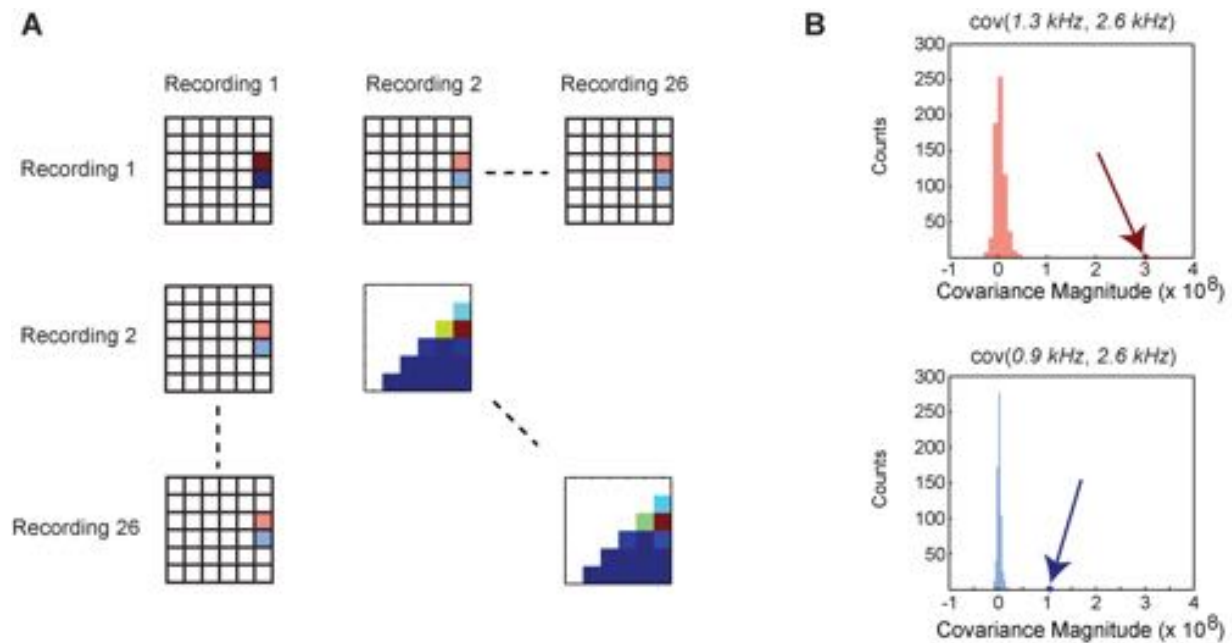 A
Recording 1
Recording 2
Recording 26
Recording 1
Recording 2
Recording 26
B
cov(1.3 kHz, 2.6 kHz)
Counts
300
250
200
150
100
50
-1
0
1
2
3
4
Covariance Magnitude (x 10⁸)
cov(0.9 kHz, 2.6 kHz)
Counts
300
250
200
150
100
50
-1
0
1
2
3
4
Covariance Magnitude (x 10⁸)